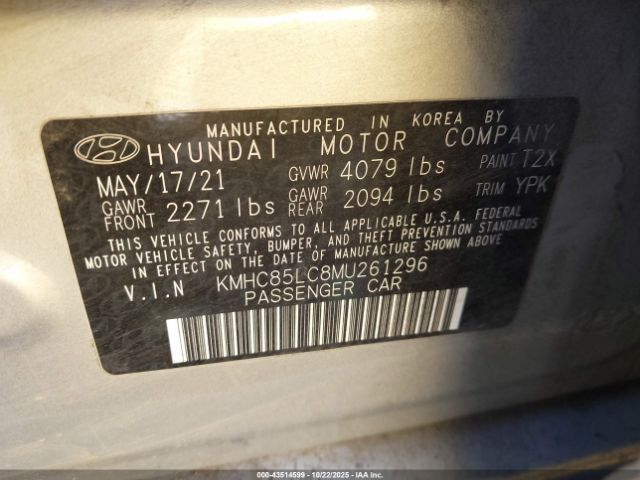 MANUFACTURED IN KOREA BY
HYUNDAI MOTOR COMPANY
MAY/17/21 GVWR 4079 lbs PAINT T2X
GAWR FRONT 2271 lbs GAWR REAR 2094 lbs TRIM YPK
THIS VEHICLE CONFORMS TO ALL APPLICABLE U.S.A. FEDERAL
MOTOR VEHICLE SAFETY, BUMPER, AND THEFT PREVENTION
STANDARDS IN EFFECT ON THE DATE OF MANUFACTURE SHOWN ABOVE.
V.I.N KMHC85LC8MU261296
PASSENGER CAR
000-43514599 10/22/2025 IAAI.COM